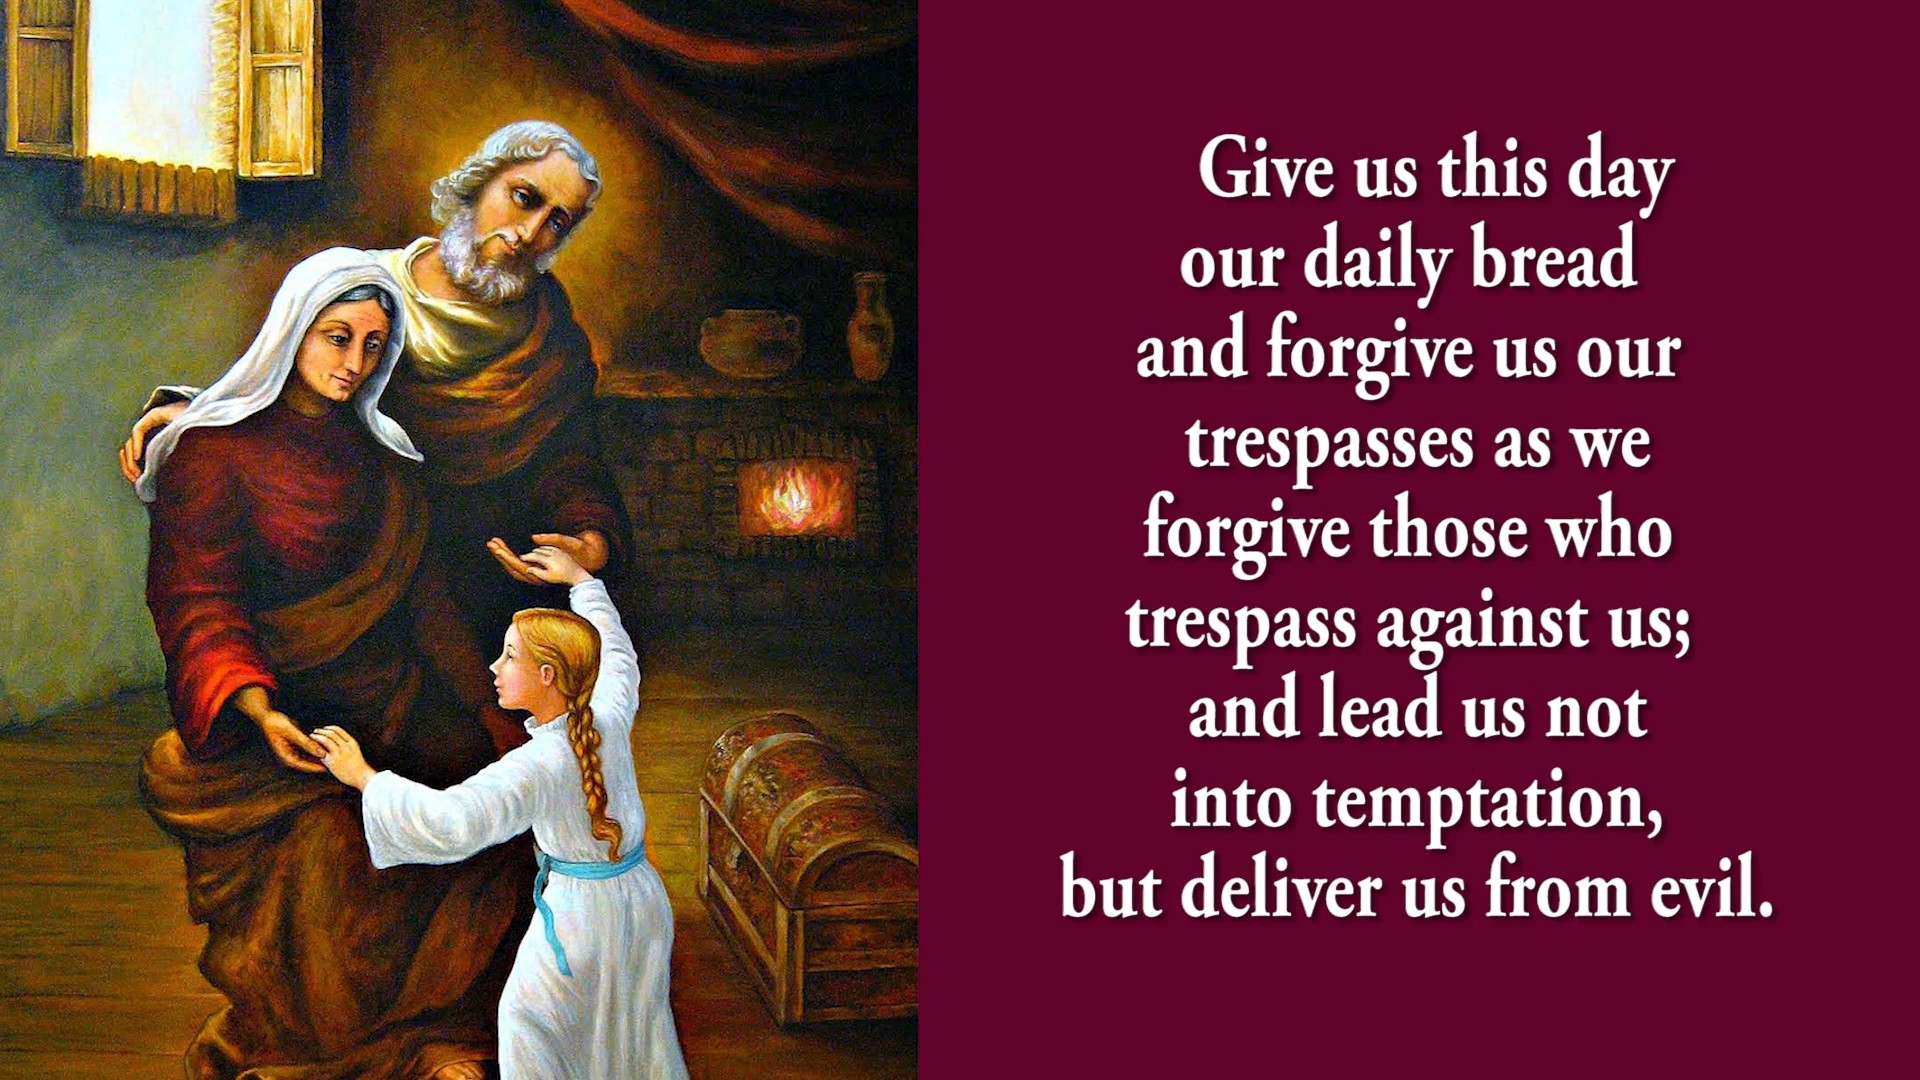 Give us this day
our daily bread
and forgive us our
trespasses as we
forgive those who
trespass against us;
and lead us not
into temptation,
but deliver us from evil.